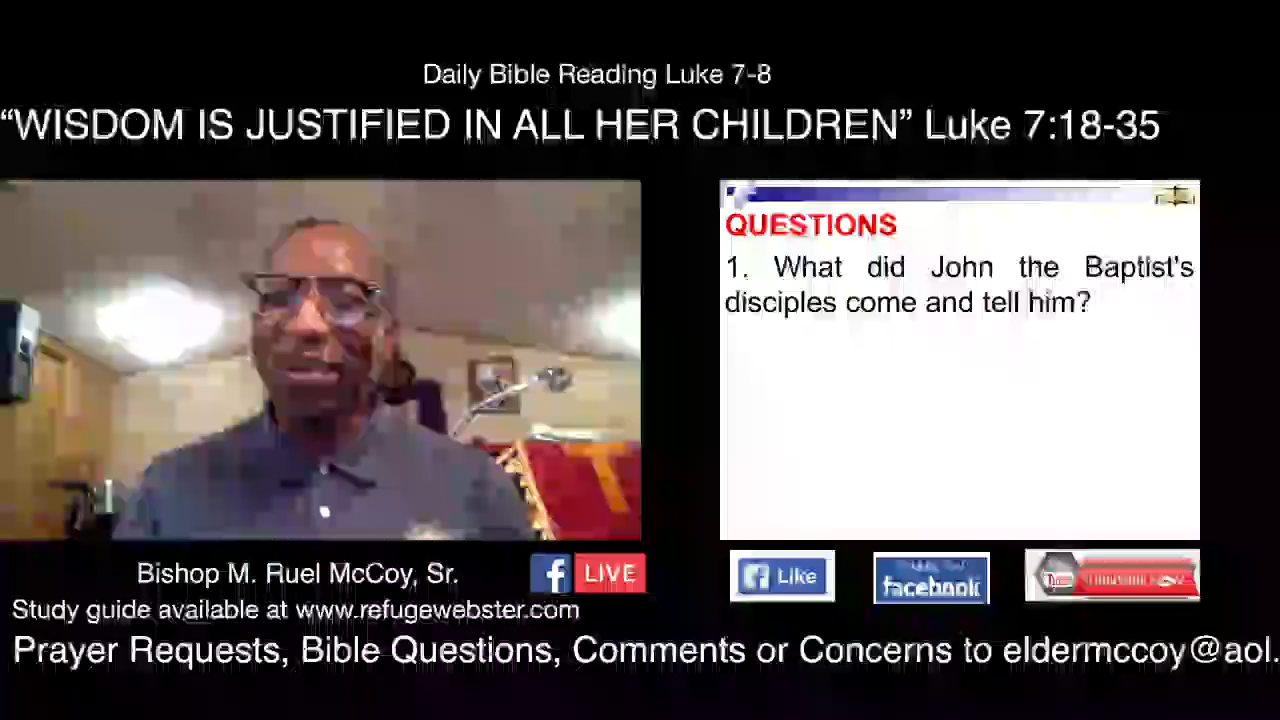 Daily Bible Reading Luke 7-8
“WISDOM IS JUSTIFIED IN ALL HER CHILDREN” Luke 7:18-35
QUESTIONS
1. What did John the Baptist's
disciples come and tell him?
Bishop M. Ruel McCoy, Sr.
f LIVE
f Like
facebook
Study guide available at www.refugewebster.com
Prayer Requests, Bible Questions, Comments or Concerns to eldermccoy@aol.